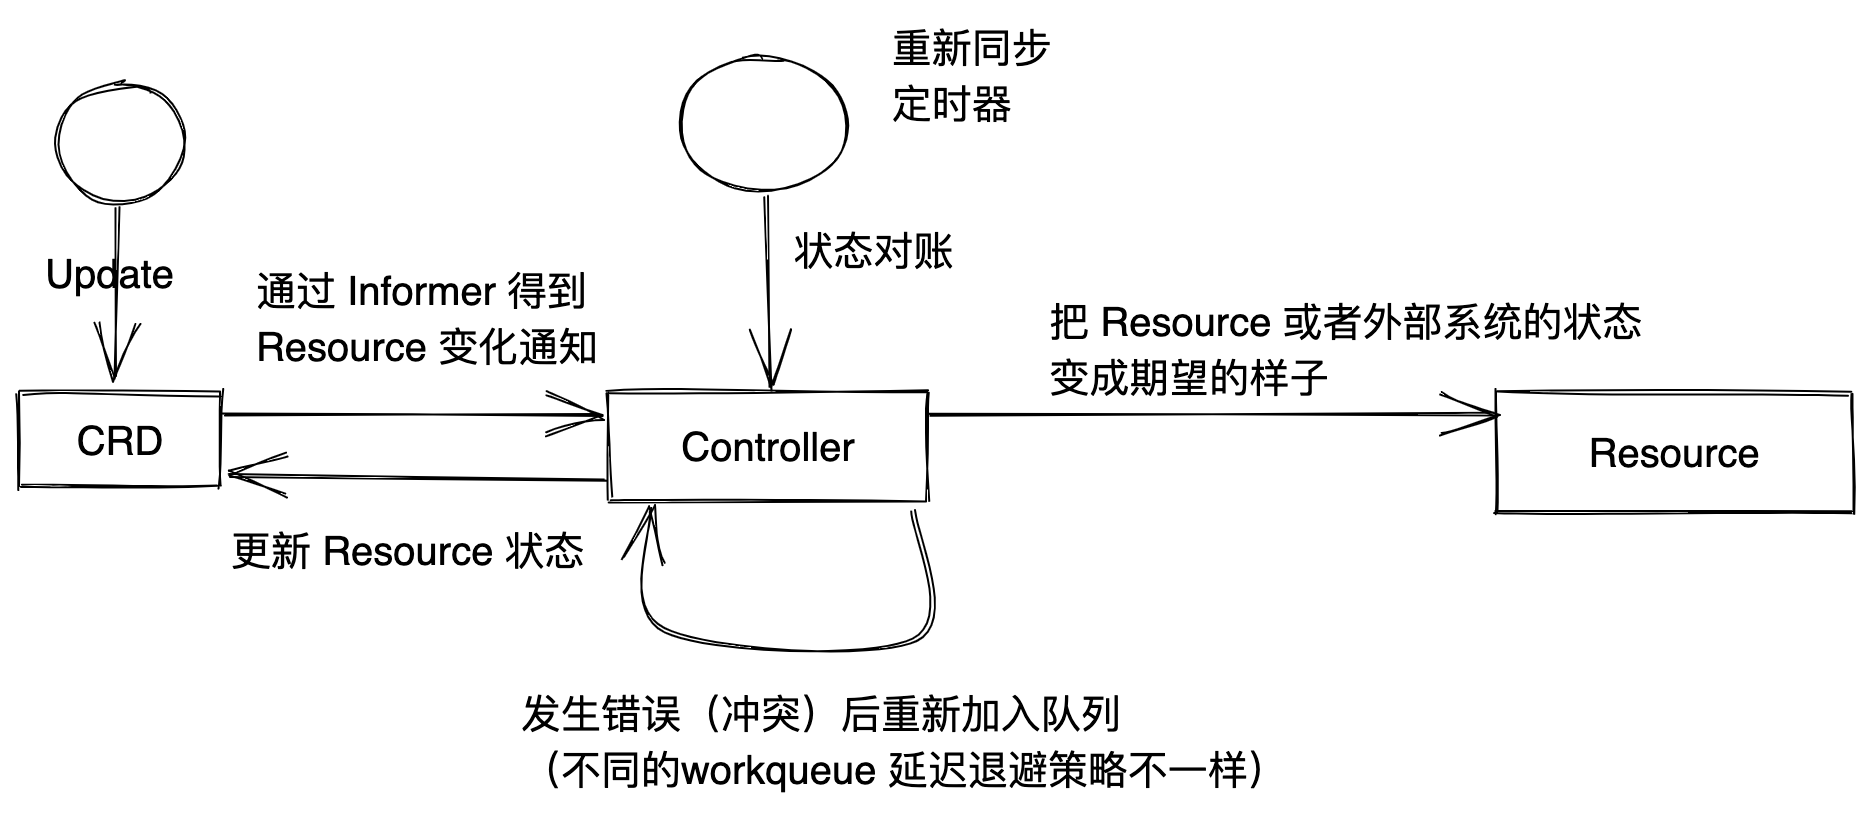 重新同步
定时器
Update
状态对账
通过 Informer 得到
Resource 变化通知
把 Resource 或者外部系统的状态
变成期望的样子
CRD
Controller
Resource
更新 Resource 状态
发生错误（冲突）后重新加入队列
（不同的workqueue 延迟退避策略不一样）